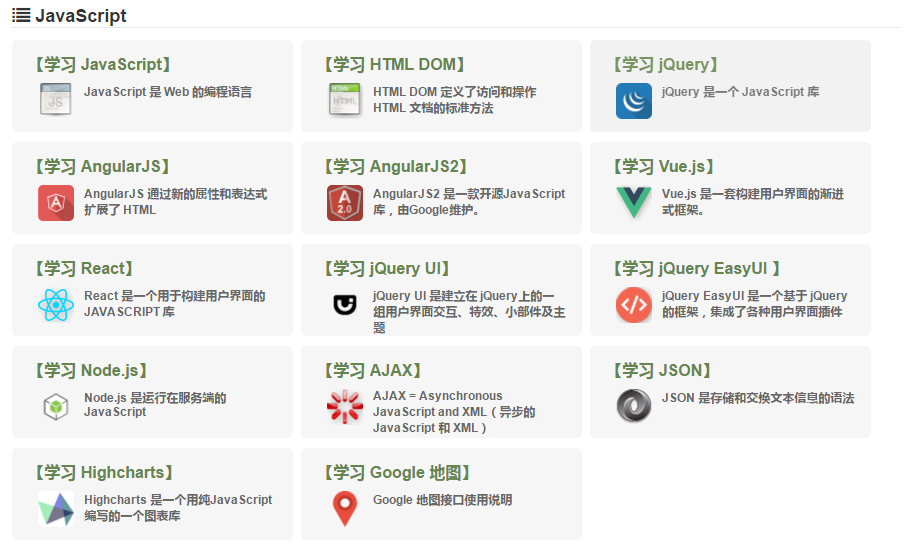 JavaScript
【学习 JavaScript】
JS
JavaScript 是 Web 的编程语言
【学习 HTML DOM】
HTML
HTML DOM 定义了访问和操作
HTML 文档的标准方法
【学习 jQuery】
jQuery 是一个 JavaScript 库
【学习 AngularJS】
A
AngularJS 通过新的属性和表达式
扩展了 HTML
【学习 AngularJS2】
A
2.0
AngularJS2 是一款开源JavaScript
库，由Google维护。
【学习 Vue.js】
Vue.js 是一套构建用户界面的渐进
式框架。
【学习 React】
React 是一个用于构建用户界面的
JAVASCRIPT 库
【学习 jQuery UI】
jQuery UI 是建立在 jQuery上的一
组用户界面交互、特效、小部件及主
题
【学习 jQuery EasyUI 】
</>
jQuery EasyUI 是一个基于 jQuery
的框架，集成了各种用户界面插件
【学习 Node.js】
Node.js 是运行在服务端的
JavaScript
【学习 AJAX】
AJAX = Asynchronous
JavaScript and XML（异步的
JavaScript 和 XML）
【学习 JSON】
JSON 是存储和交换文本信息的语法
【学习 Highcharts】
Highcharts 是一个用纯JavaScript
编写的一个图表库
【学习 Google 地图】
Google 地图接口使用说明